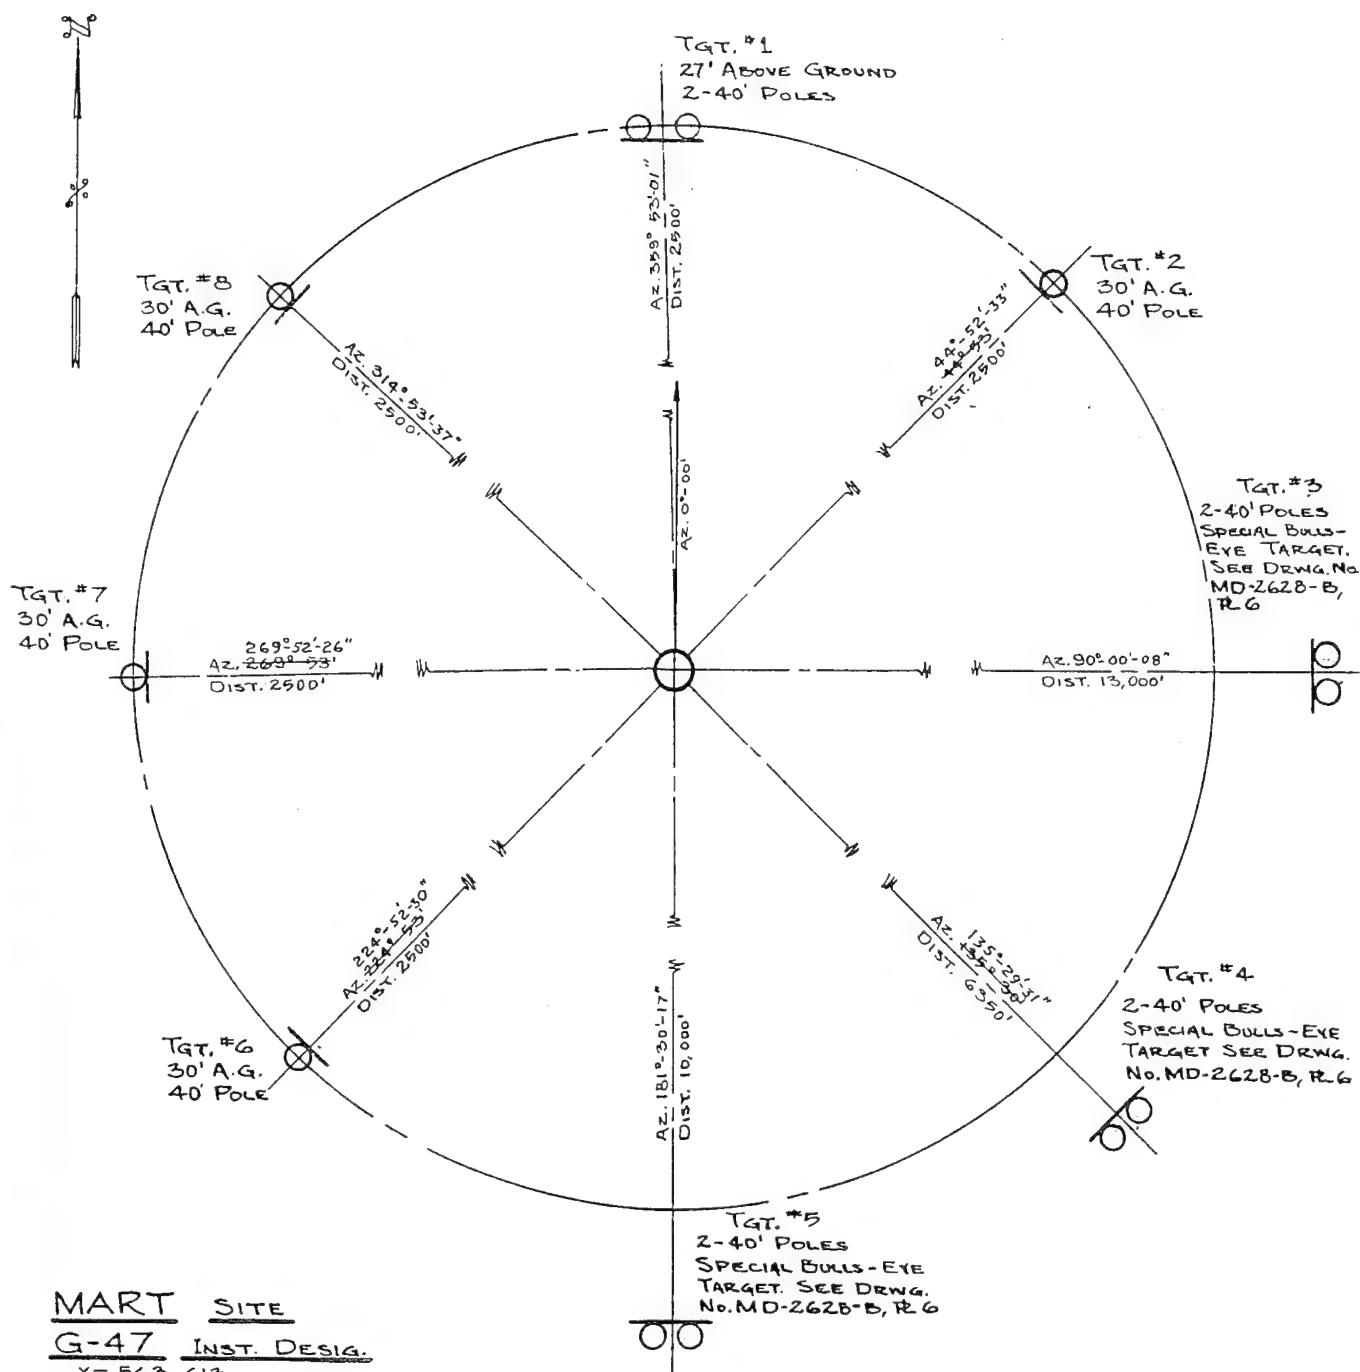 N
TGT. #1
27' ABOVE GROUND
2-40' POLES
AZ. 359° 53'-01"
DIST. 2500'
TGT. #8
30' A.G.
40' POLE
AZ. 314°-53'-37"
DIST. 2500'
TGT. #2
30' A.G.
40' POLE
44°-52'-33"
AZ. 44° 53'
DIST. 2500'
AZ. 0°-00'
TGT. #3
2-40' POLES
SPECIAL BULLS-
EYE TARGET.
SEE DRWG. No
MD-2628-B,
PL 6
TGT. #7
30' A.G.
40' POLE
269°-52'-26"
AZ. 269° 53'
DIST. 2500'
AZ. 90°-00'-08"
DIST. 13,000'
224°-52'-30"
AZ. 224° 53'
DIST. 2500'
135°-29'-31"
AZ. 135° 30'
DIST. 6350'
AZ. 181°-30'-17"
DIST. 10,000'
TGT. #4
2-40' POLES
SPECIAL BULLS-EYE
TARGET SEE DRWG.
No. MD-2628-B, PL 6
TGT. #6
30' A.G.
40' POLE
TGT. #5
2-40' POLES
SPECIAL BULLS-EYE
TARGET. SEE DRWG.
No. MD-2628-B, PL 6
MART SITE
G-47 INST. DESIG.